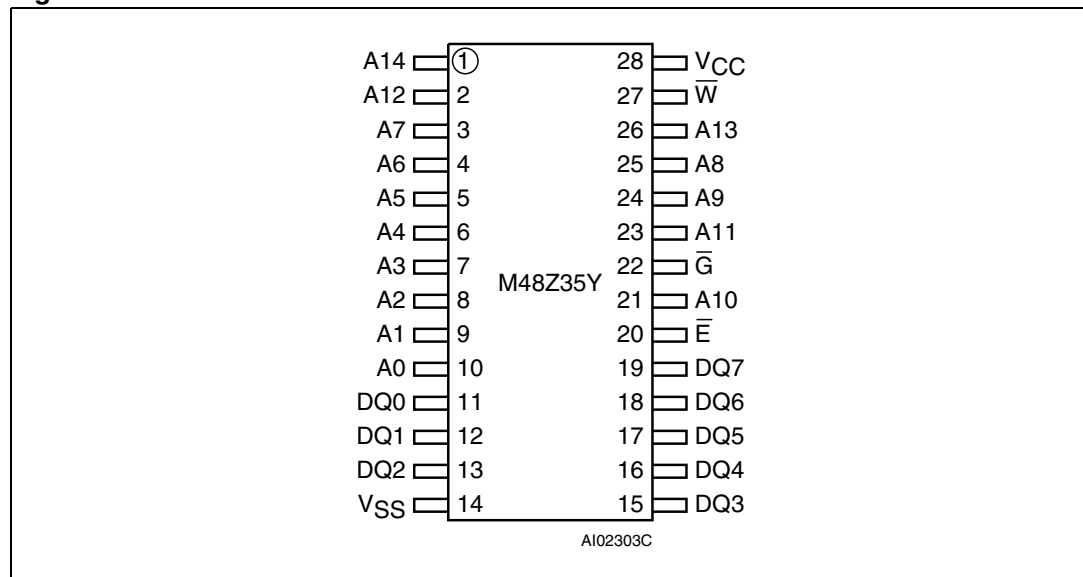 A14 1 28 VCC
A12 2 27 W̅
A7 3 26 A13
A6 4 25 A8
A5 5 24 A9
A4 6 23 A11
A3 7 22 G̅
M48Z35Y
A2 8 21 A10
A1 9 20 E̅
A0 10 19 DQ7
DQ0 11 18 DQ6
DQ1 12 17 DQ5
DQ2 13 16 DQ4
VSS 14 15 DQ3
AI02303C